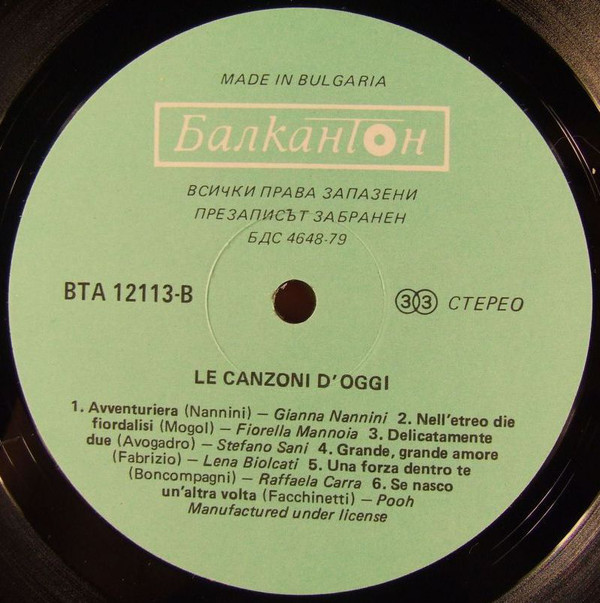 MADE IN BULGARIA
Балкантон
ВСИЧКИ ПРАВА ЗАПАЗЕНИ
ПРЕЗАПИСЪТ ЗАБРАНЕН
БДС 4648-79
ВТА 12113-В
33 СТЕРЕО
LE CANZONI D'OGGI
1. Avventuriera (Nannini) – Gianna Nannini 2. Nell'etreo die
fiordalisi (Mogol) – Fiorella Mannoia 3. Delicatamente
due (Avogadro) – Stefano Sani 4. Grande, grande amore
(Fabrizio) – Lena Biolcati 5. Una forza dentro te
(Boncompagni) – Raffaela Carra 6. Se nasco
un'altra volta (Facchinetti) – Pooh
Manufactured under license